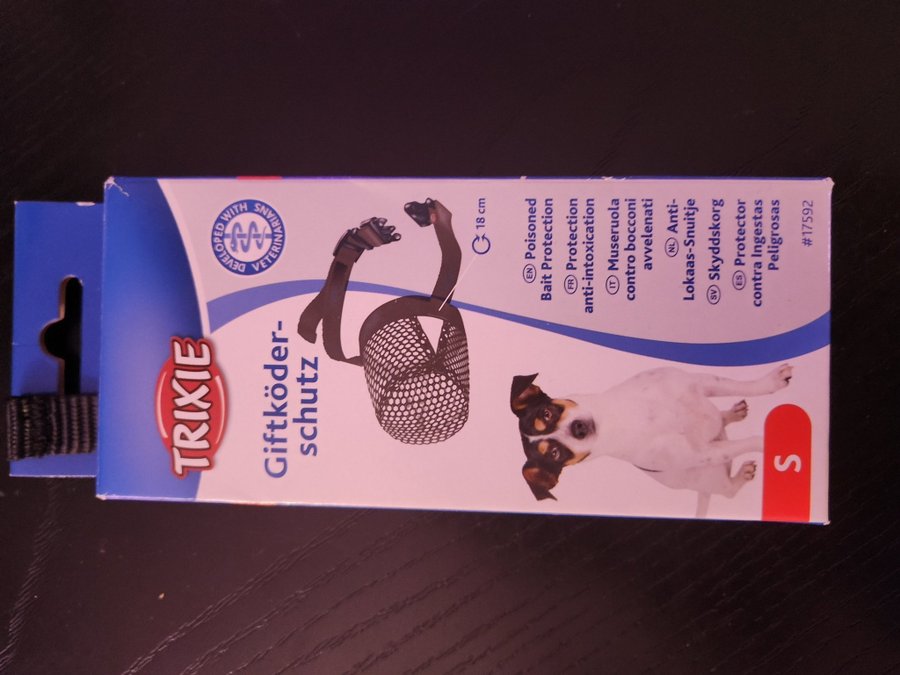 TRIXIE
DEVELOPED WITH VETERINARIANS
Giftköder-
schutz
18 cm
EN Poisoned
Bait Protection
FR Protection
anti-intoxication
IT Museruola
contro bocconi
avvelenati
NL Anti-
Lokaas-Snuitje
SV Skyddskorg
ES Protector
contra Ingestas
Peligrosas
#17592
S